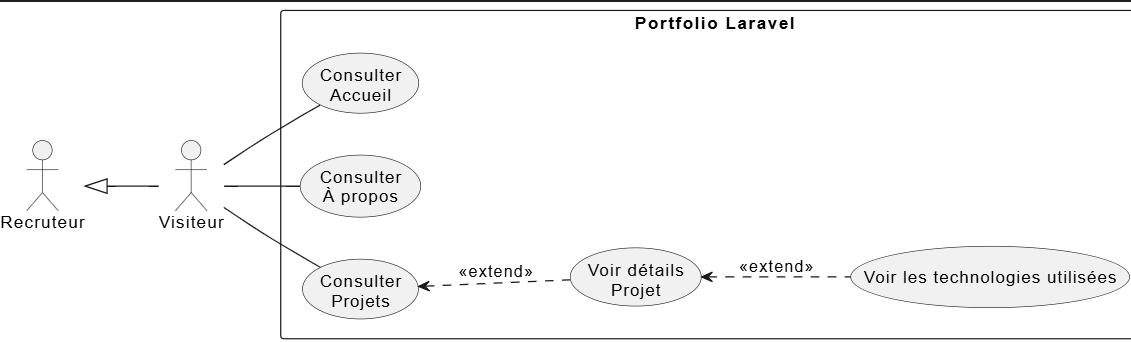 Portfolio Laravel
Consulter
Accueil
Recruteur
Visiteur
Consulter
À propos
Consulter
Projets
«extend»
Voir détails
Projet
«extend»
Voir les technologies utilisées